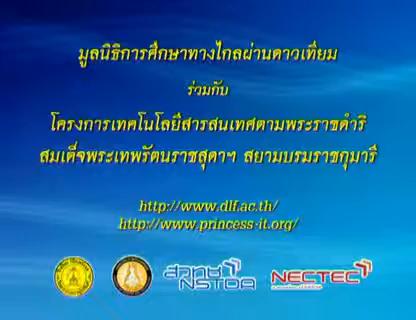 มูลนิธิการศึกษาทางไกลผ่านดาวเทียม
ร่วมกับ
โครงการเทคโนโลยีสารสนเทศตามพระราชดำริ
สมเด็จพระเทพรัตนราชสุดาฯ สยามบรมราชกุมารี
http://www.dlf.ac.th/
http://www.princess-it.org/
สวทช
NSTDA
NECTEC